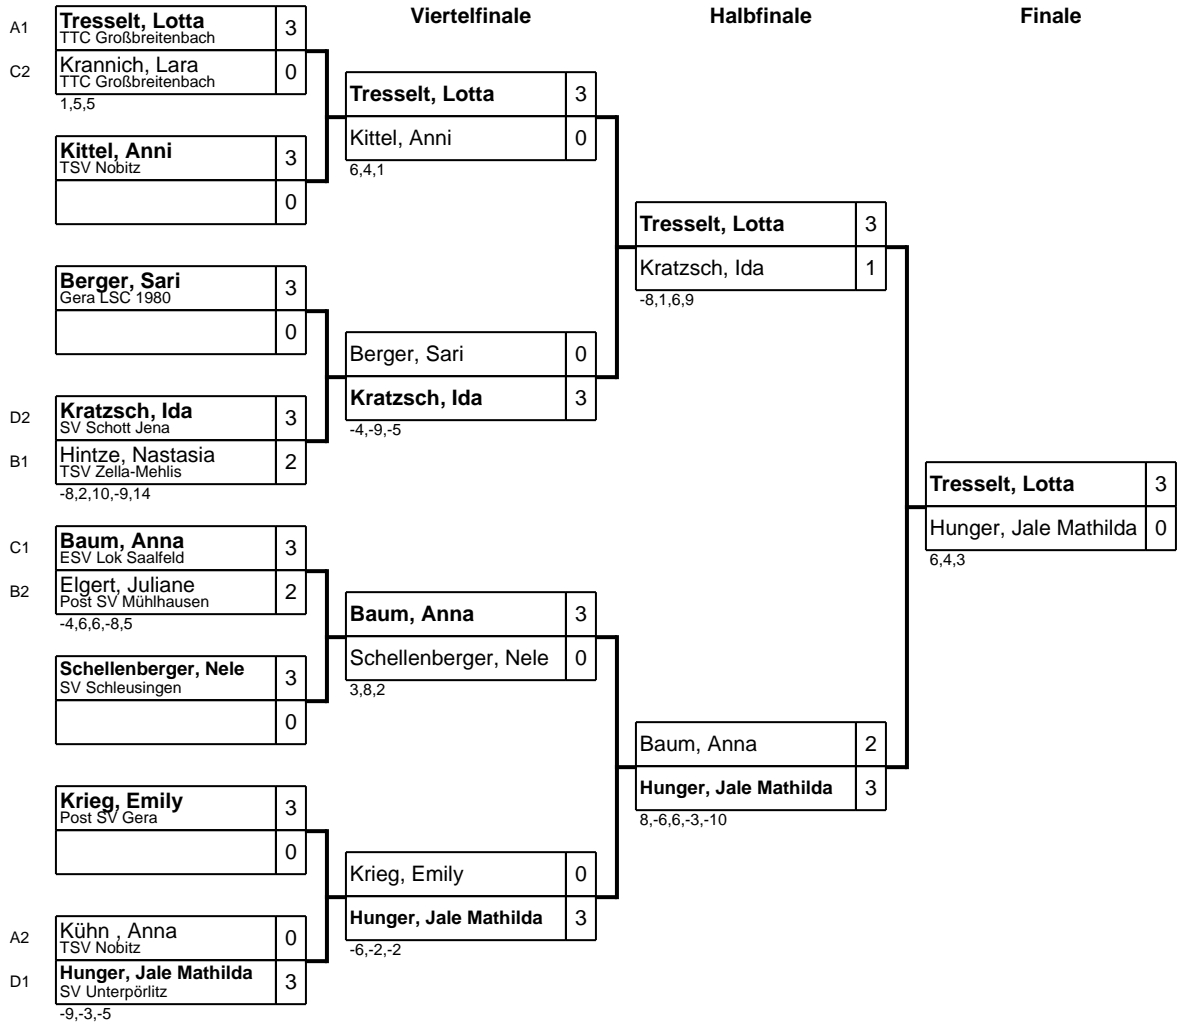 Viertelfinale
Halbfinale
Finale
A1
Tresselt, Lotta
3
TTC Großbreitenbach
C2
Krannich, Lara
0
TTC Großbreitenbach
1,5,5
Kittel, Anni
3
TSV Nobitz
0
Berger, Sari
3
Gera LSC 1980
0
D2
Kratzsch, Ida
3
SV Schott Jena
B1
Hintze, Nastasia
2
TSV Zella-Mehlis
-8,2,10,-9,14
C1
Baum, Anna
3
ESV Lok Saalfeld
B2
Elgert, Juliane
2
Post SV Mühlhausen
-4,6,6,-8,5
Schellenberger, Nele
3
SV Schleusingen
0
Krieg, Emily
3
Post SV Gera
0
A2
Kühn , Anna
0
TSV Nobitz
D1
Hunger, Jale Mathilda
3
SV Unterpörlitz
-9,-3,-5
Tresselt, Lotta
3
Kittel, Anni
0
6,4,1
Berger, Sari
0
Kratzsch, Ida
3
-4,-9,-5
Baum, Anna
3
Schellenberger, Nele
0
3,8,2
Krieg, Emily
0
Hunger, Jale Mathilda
3
-6,-2,-2
Tresselt, Lotta
3
Kratzsch, Ida
1
-8,1,6,9
Baum, Anna
2
Hunger, Jale Mathilda
3
8,-6,6,-3,-10
Tresselt, Lotta
3
Hunger, Jale Mathilda
0
6,4,3